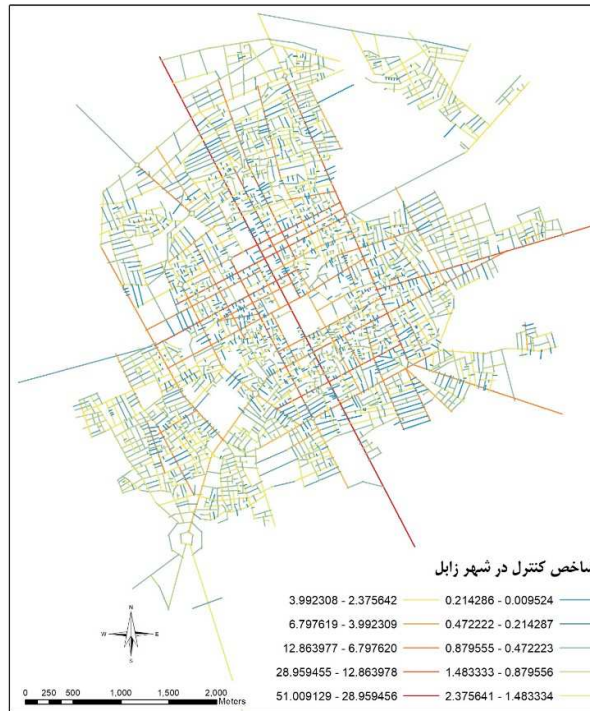 شاخص کنترل در شهر زابل
3.992308 - 2.375642 0.214286 - 0.009524
6.797619 - 3.992309 0.472222 - 0.214287
12.863977 - 6.797620 0.879555 - 0.472223
28.959455 - 12.863978 1.483333 - 0.879556
51.009129 - 28.959456 2.375641 - 1.483334
N
W E
S
0 250 500 1,000 1,500 2,000
Meters